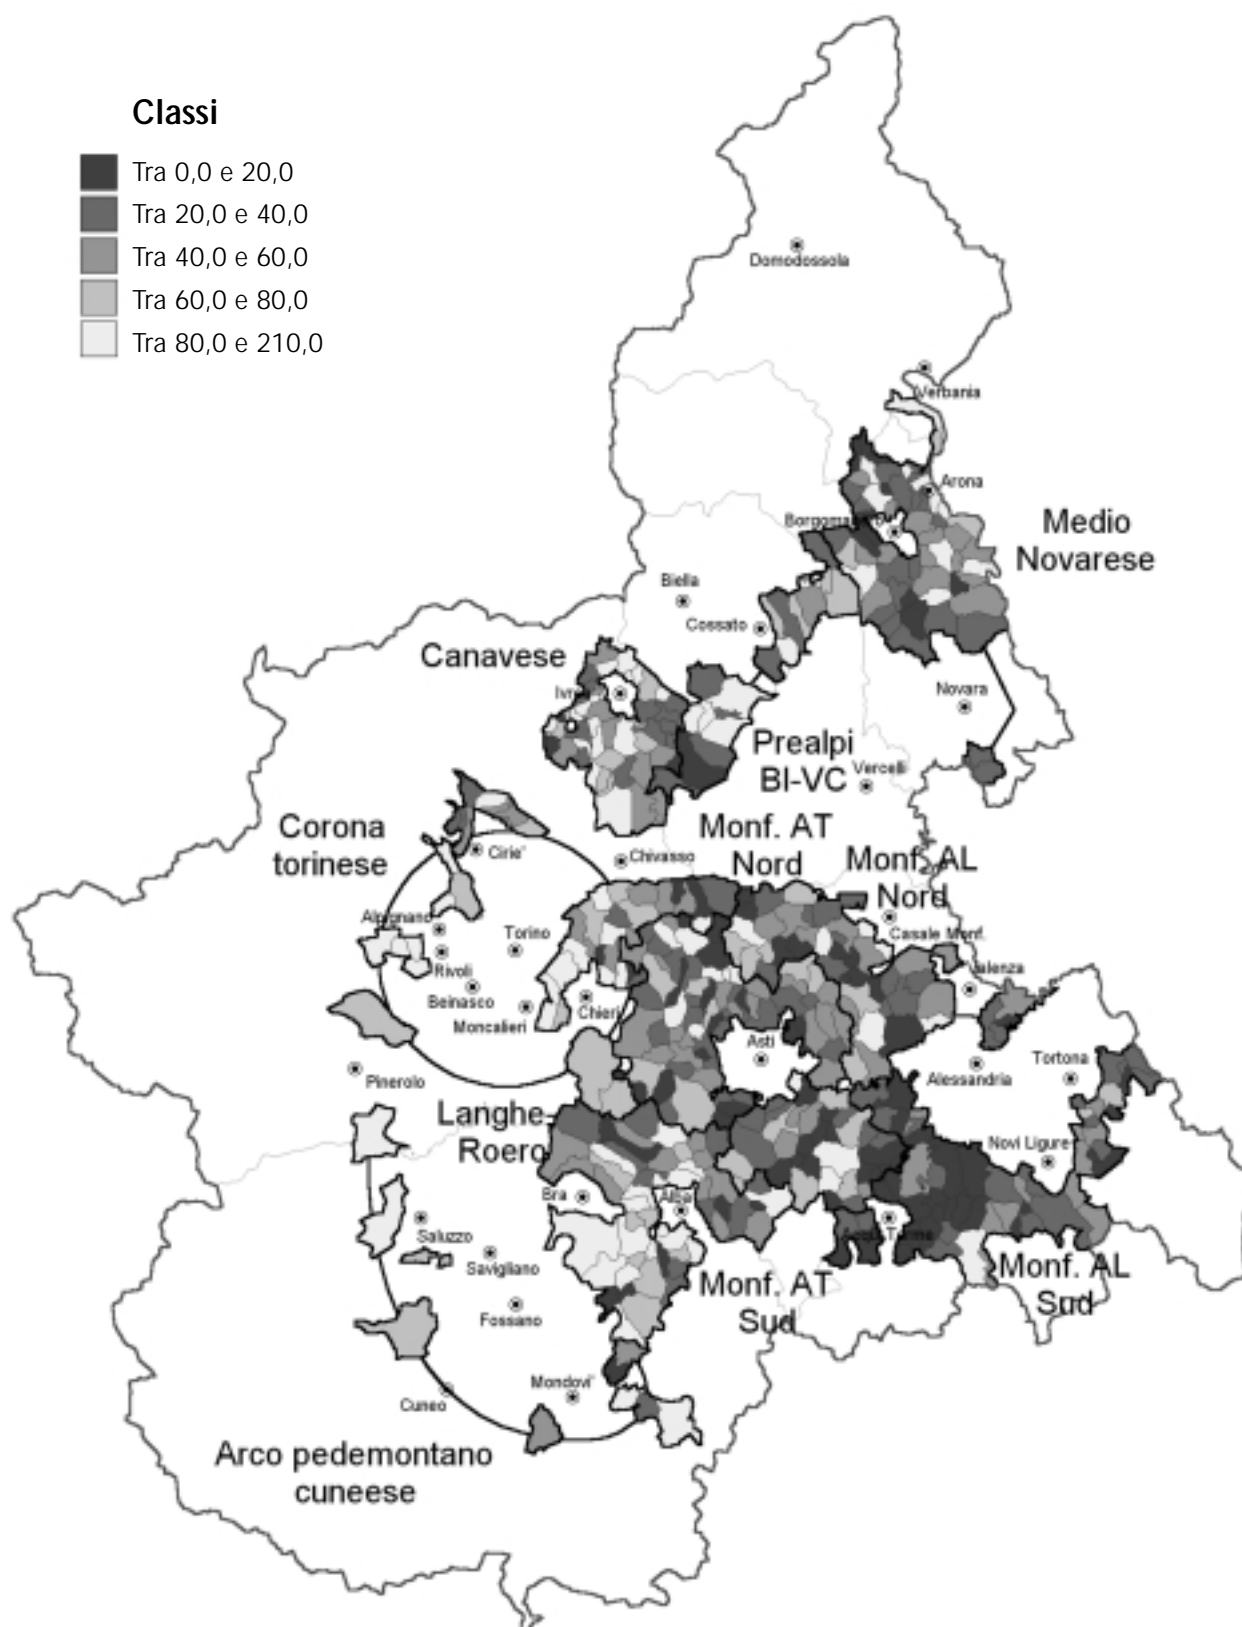 Classi
Tra 0,0 e 20,0
Tra 20,0 e 40,0
Tra 40,0 e 60,0
Tra 60,0 e 80,0
Tra 80,0 e 210,0
Domodossola
Verbania
Arona
Medio
Novarese
Biella
Cossato
Canavese
Novara
Prealpi
BI-VC
Vercelli
Corona
torinese
Cirie'
Chivasso
Monf. AT
Nord
Monf. AL
Nord
Casale Monf.
Alpignano
Torino
Rivoli
Valenza
Beinasco
Chieri
Moncalieri
Asti
Tortona
Pinerolo
Alessandria
Langhe-
Roero
Novi Ligure
Bra
Alba
Saluzzo
Savigliano
Monf. AT
Sud
Monf. AL
Sud
Fossano
Mondovi'
Cuneo
Arco pedemontano
cuneese